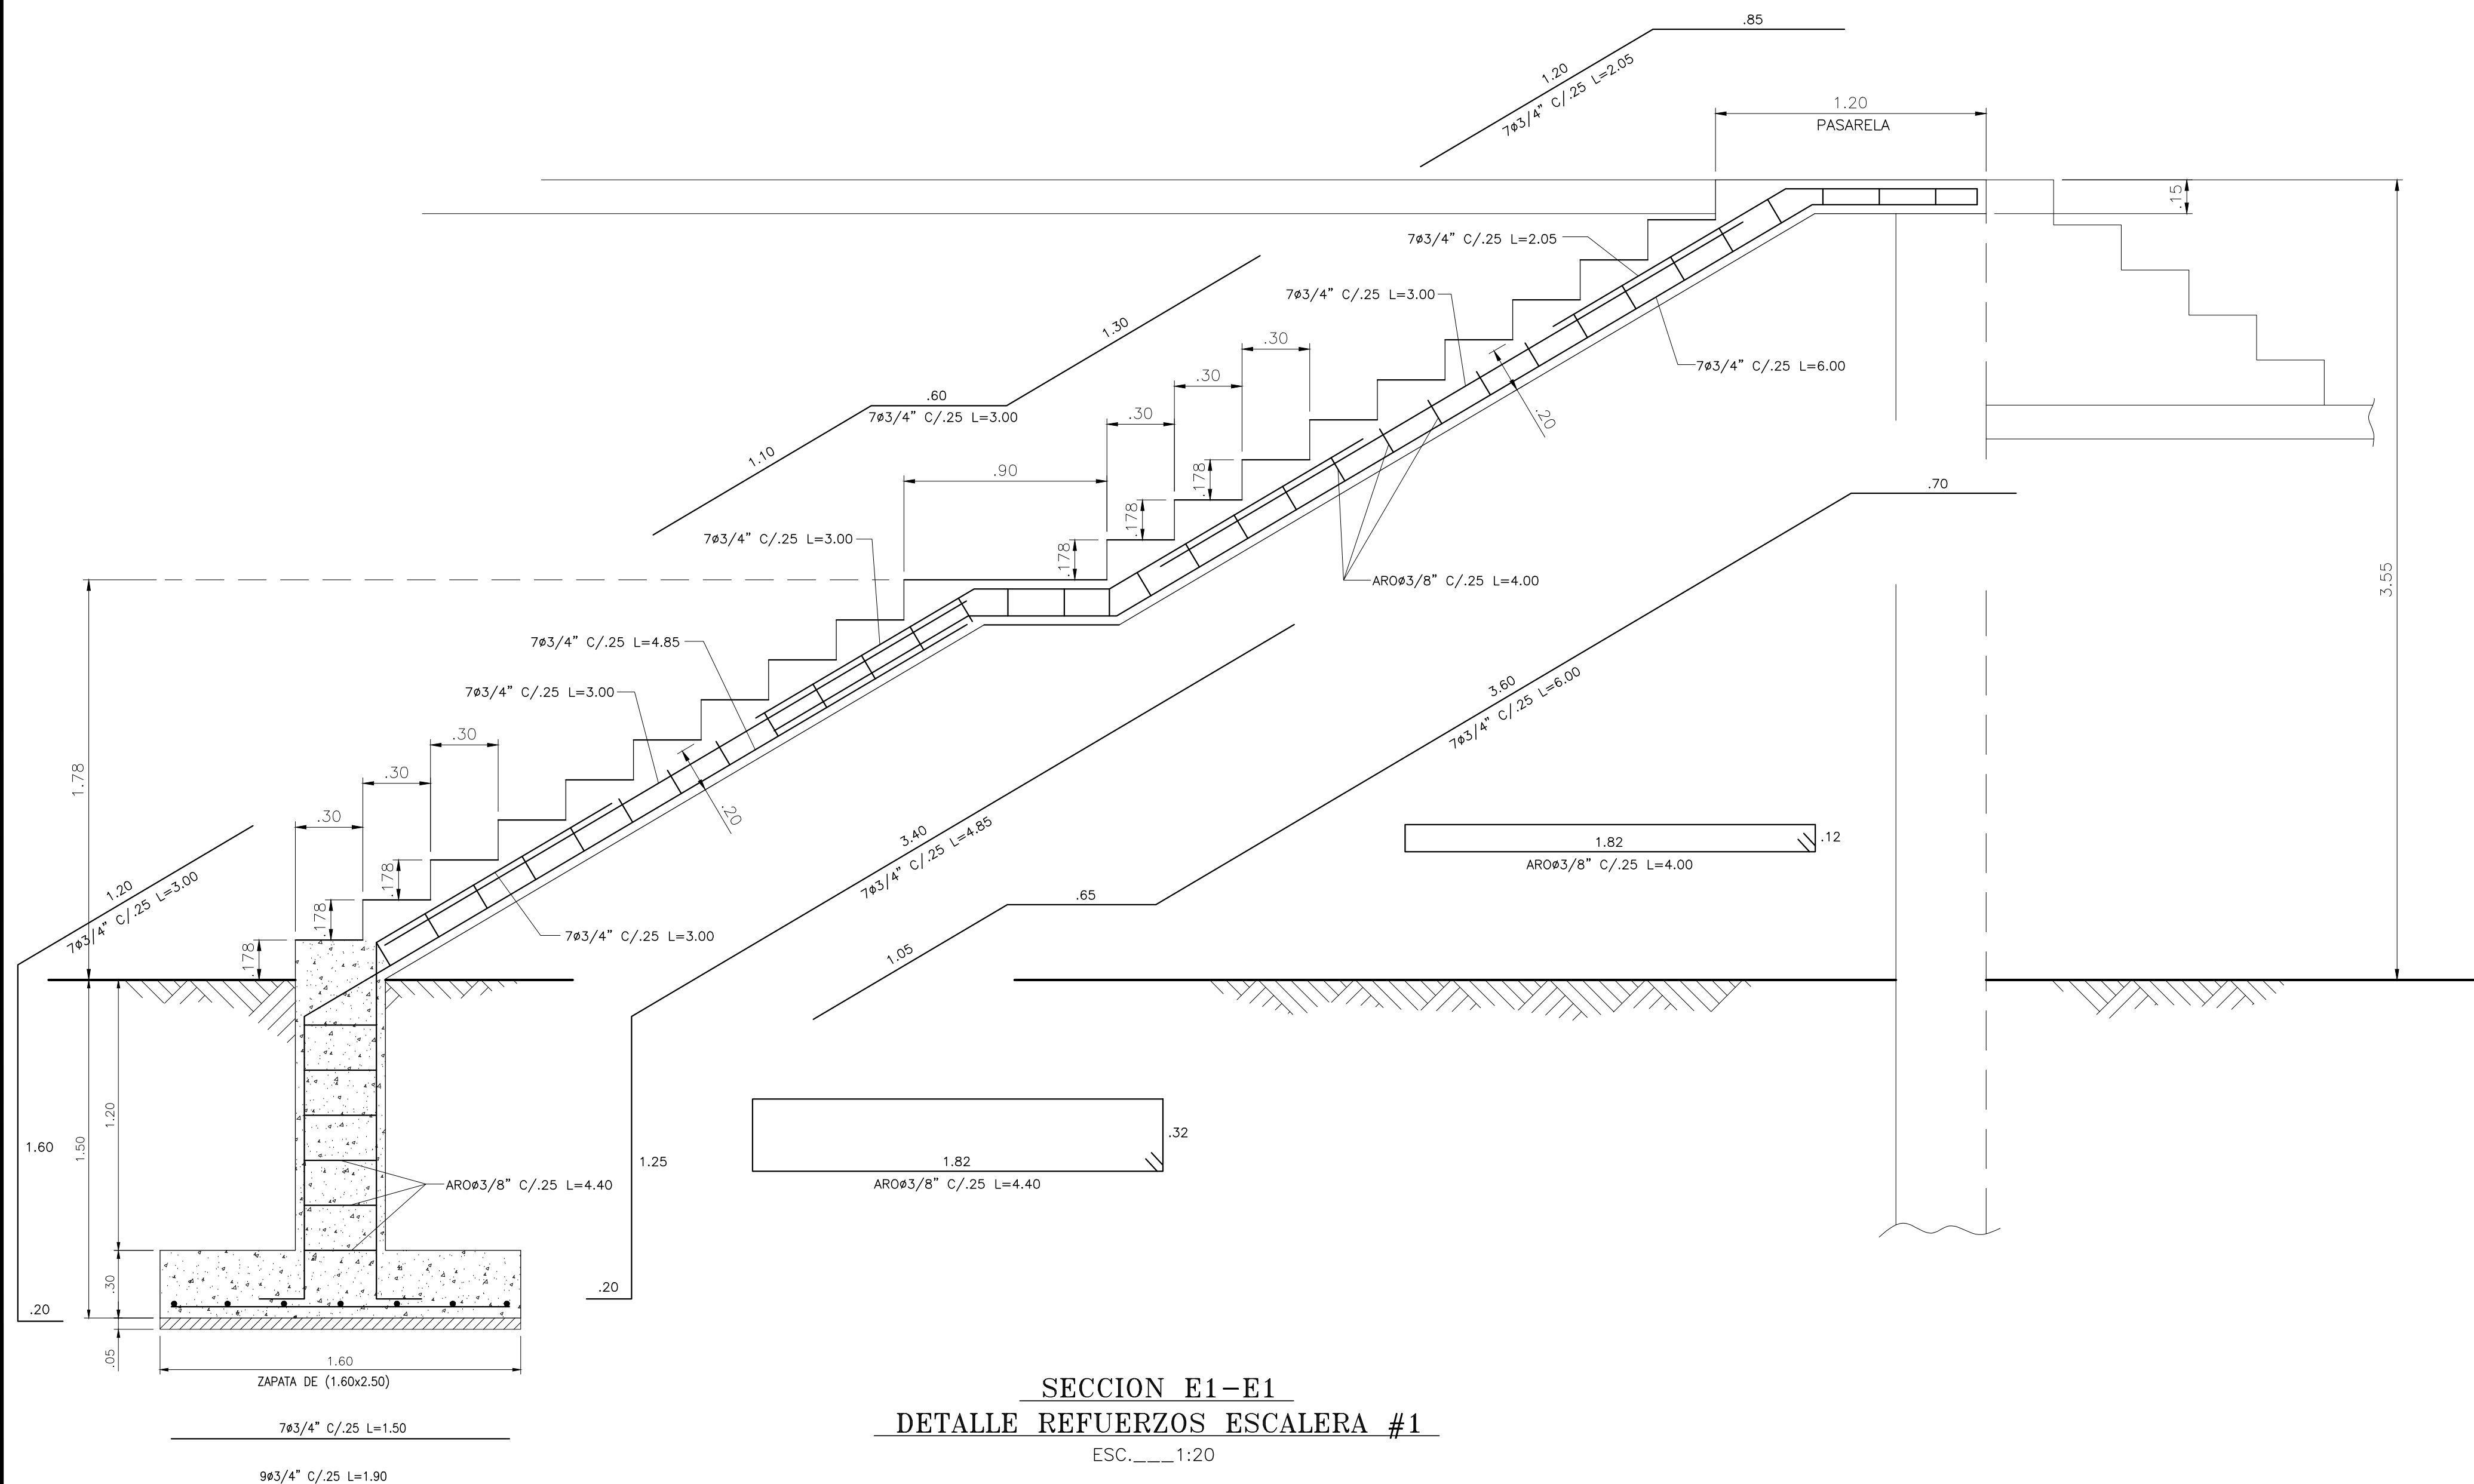 .85
1.20
7ø3/4" C/.25 L=2.05
1.20
PASARELA
.15
7ø3/4" C/.25 L=2.05
7ø3/4" C/.25 L=3.00
1.30
.30
7ø3/4" C/.25 L=6.00
.30
.60
7ø3/4" C/.25 L=3.00
.30
.20
1.10
.90
.178
.70
.178
7ø3/4" C/.25 L=3.00
.178
ARO⌀3/8" C/.25 L=4.00
3.55
7ø3/4" C/.25 L=4.85
7ø3/4" C/.25 L=3.00
3.60
7ø3/4" C/.25 L=6.00
.30
1.78
.30
.30
.20
3.40
7ø3/4" C/.25 L=4.85
1.82
.12
ARO⌀3/8" C/.25 L=4.00
1.20
7ø3/4" C/.25 L=3.00
.178
.178
.178
7ø3/4" C/.25 L=3.00
.65
1.05
1.20
1.50
1.60
1.25
.32
1.82
ARO⌀3/8" C/.25 L=4.40
ARO⌀3/8" C/.25 L=4.40
.30
.20
.20
.05
1.60
ZAPATA DE (1.60x2.50)
SECCION E1-E1
DETALLE REFUERZOS ESCALERA #1
ESC.___1:20
7ø3/4" C/.25 L=1.50
9ø3/4" C/.25 L=1.90